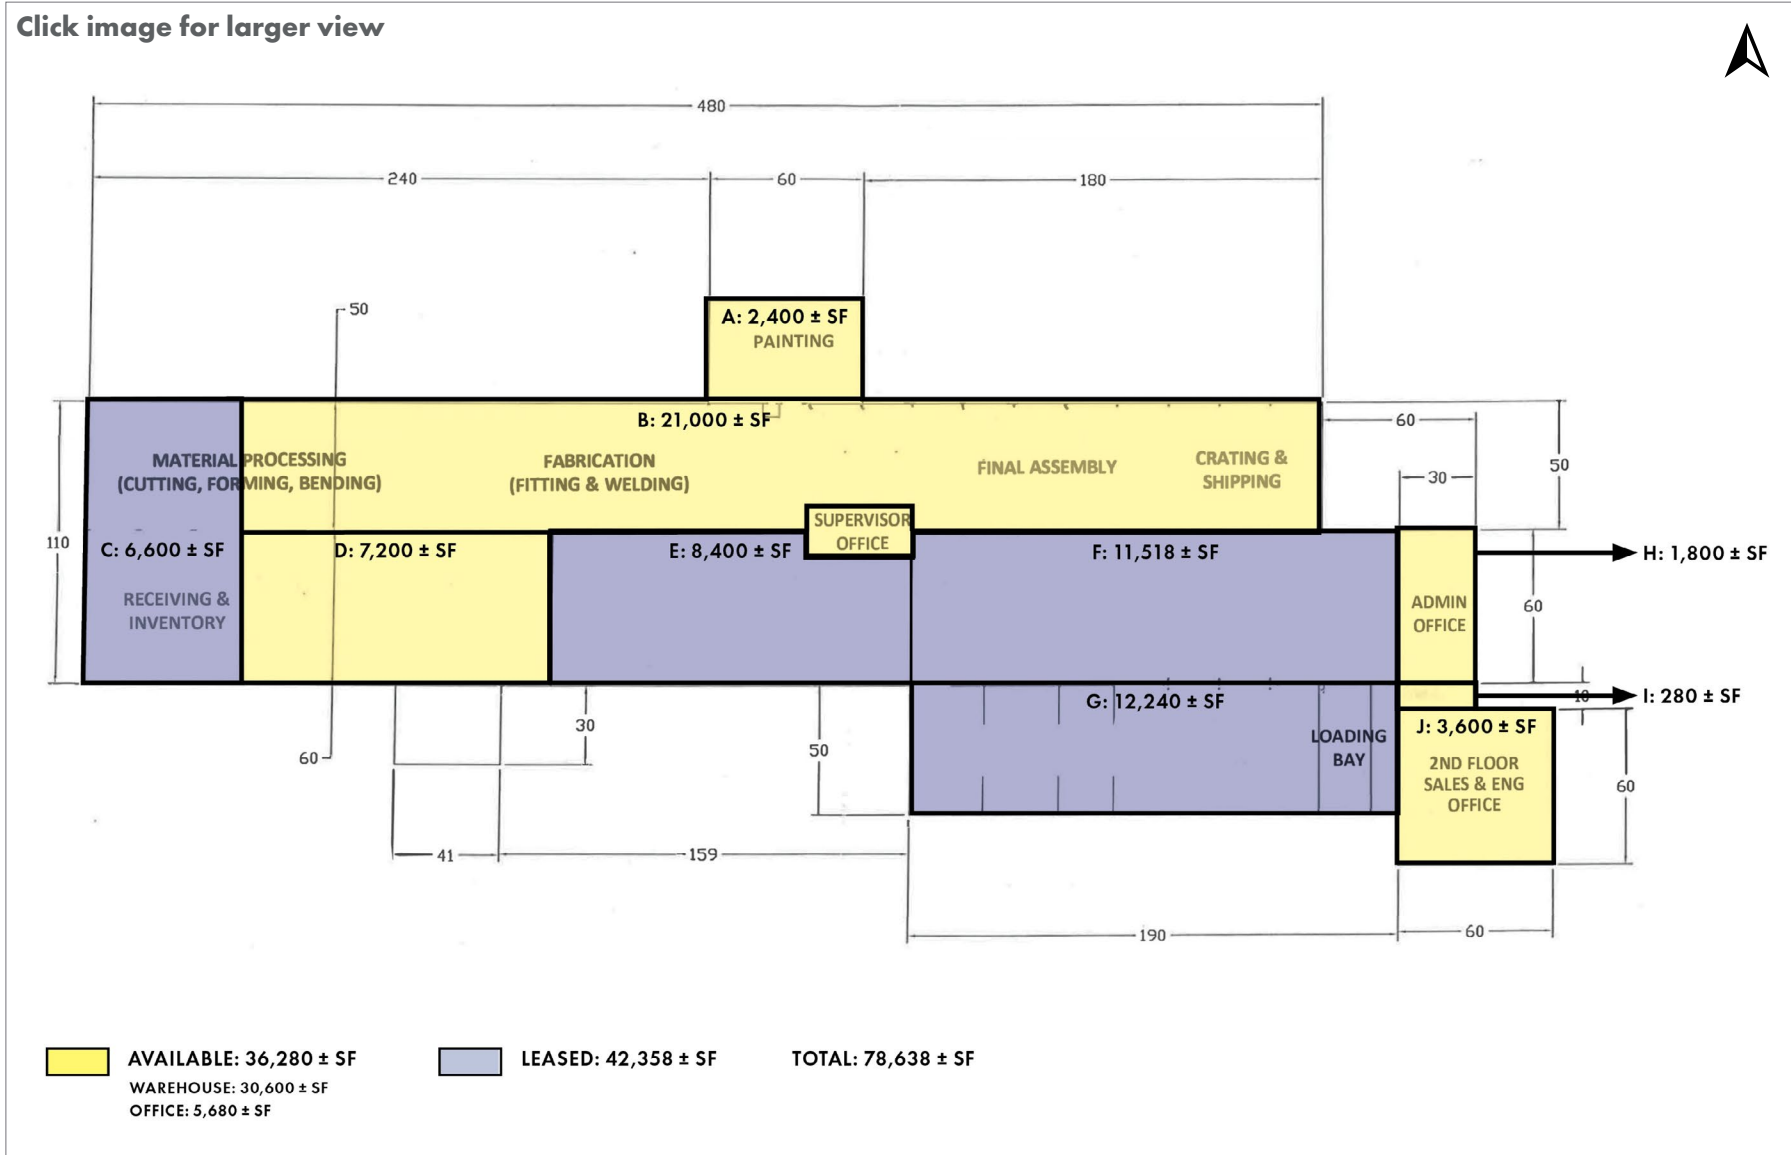 Click image for larger view
480
240
60
180
50
A: 2,400 ± SF
PAINTING
B: 21,000 ± SF
60
MATERIAL PROCESSING
(CUTTING, FORMING, BENDING)
FABRICATION
(FITTING & WELDING)
FINAL ASSEMBLY
CRATING &
SHIPPING
50
30
110
SUPERVISOR
OFFICE
C: 6,600 ± SF
D: 7,200 ± SF
E: 8,400 ± SF
F: 11,518 ± SF
H: 1,800 ± SF
RECEIVING &
INVENTORY
ADMIN
OFFICE
60
G: 12,240 ± SF
10
I: 280 ± SF
30
50
60
LOADING
BAY
J: 3,600 ± SF
2ND FLOOR
SALES & ENG
OFFICE
60
41
159
190
60
AVAILABLE: 36,280 ± SF
WAREHOUSE: 30,600 ± SF
OFFICE: 5,680 ± SF
LEASED: 42,358 ± SF
TOTAL: 78,638 ± SF